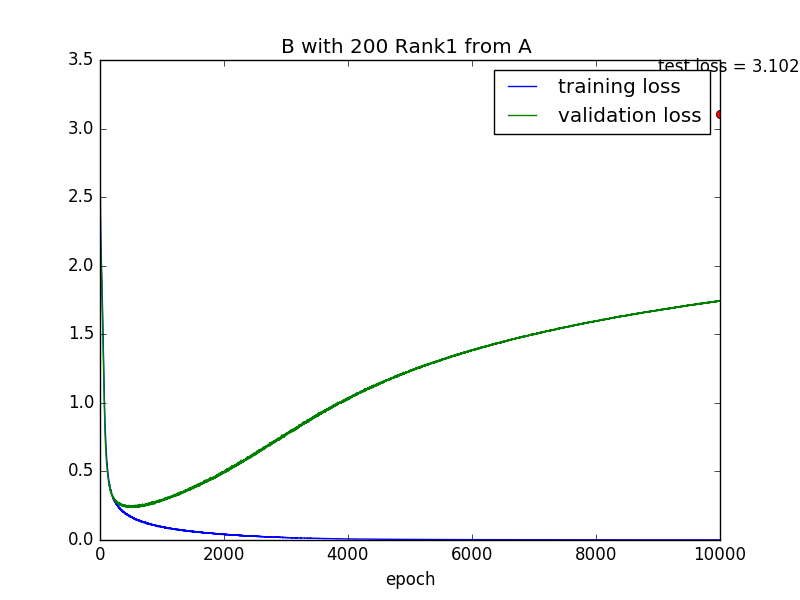 B with 200 Rank1 from A
test loss = 3.102
training loss
validation loss
3.5
3.0
2.5
2.0
1.5
1.0
0.5
0.0
0 2000 4000 6000 8000 10000
epoch